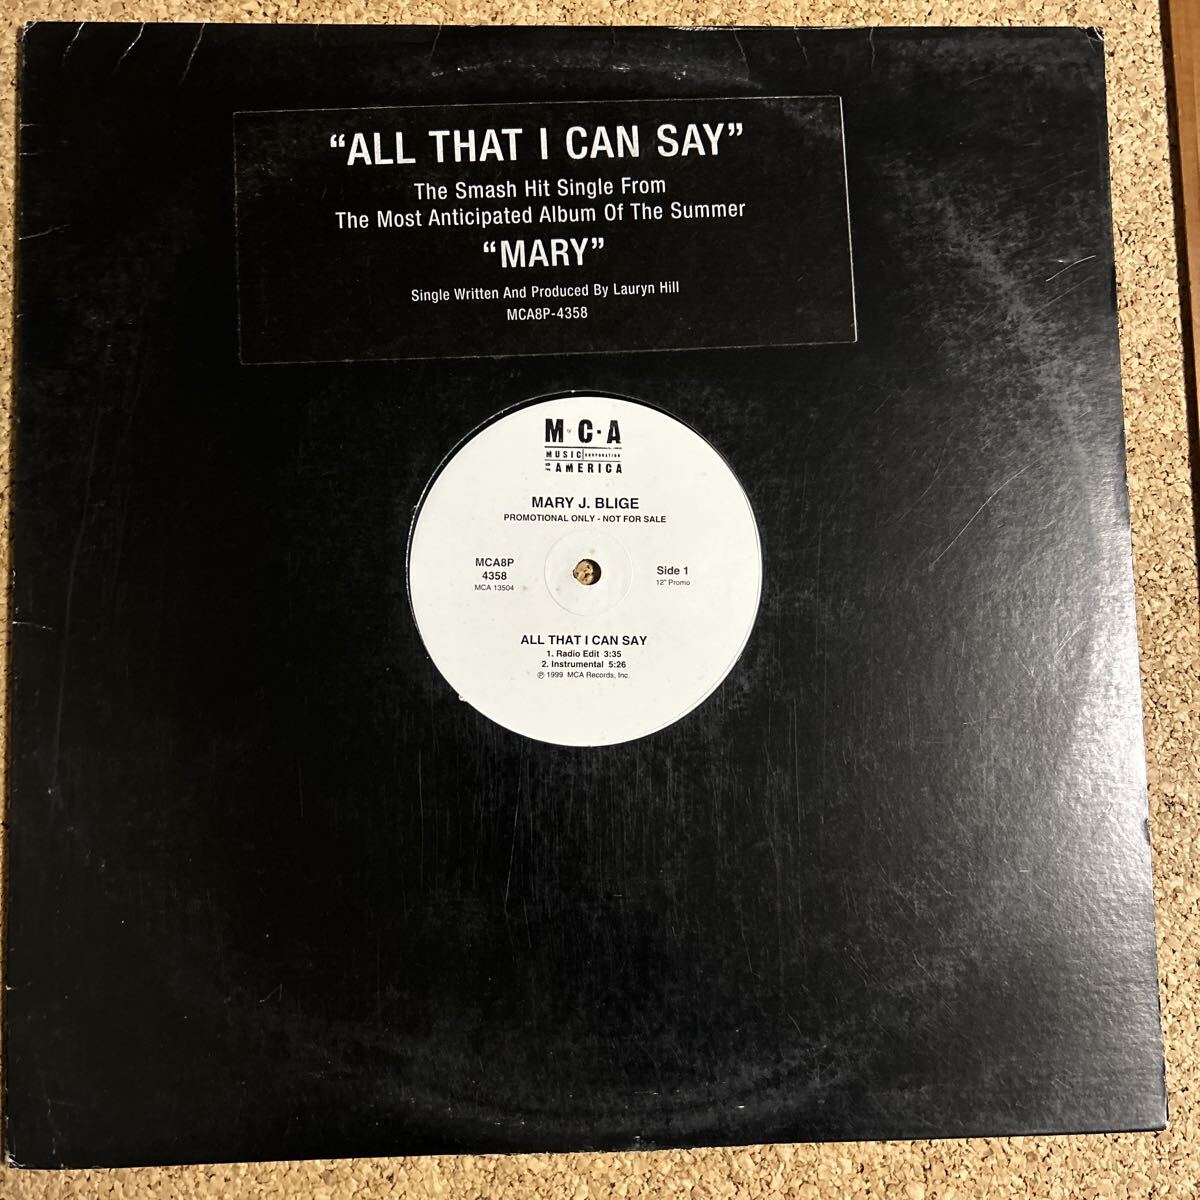 “ALL THAT I CAN SAY”
The Smash Hit Single From
The Most Anticipated Album Of The Summer
“MARY”
Single Written And Produced By Lauryn Hill
MCA8P-4358
M·C·A
MUSIC CORPORATION
OF AMERICA
MARY J. BLIGE
PROMOTIONAL ONLY - NOT FOR SALE
MCA8P
4358
MCA 13504
Side 1
12" Promo
ALL THAT I CAN SAY
1. Radio Edit 3:35
2. Instrumental 5:26
℗ 1999 MCA Records, Inc.